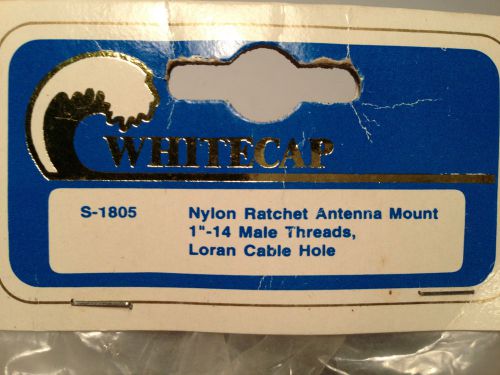 WHITECAP
S-1805 Nylon Ratchet Antenna Mount
1"-14 Male Threads,
Loran Cable Hole